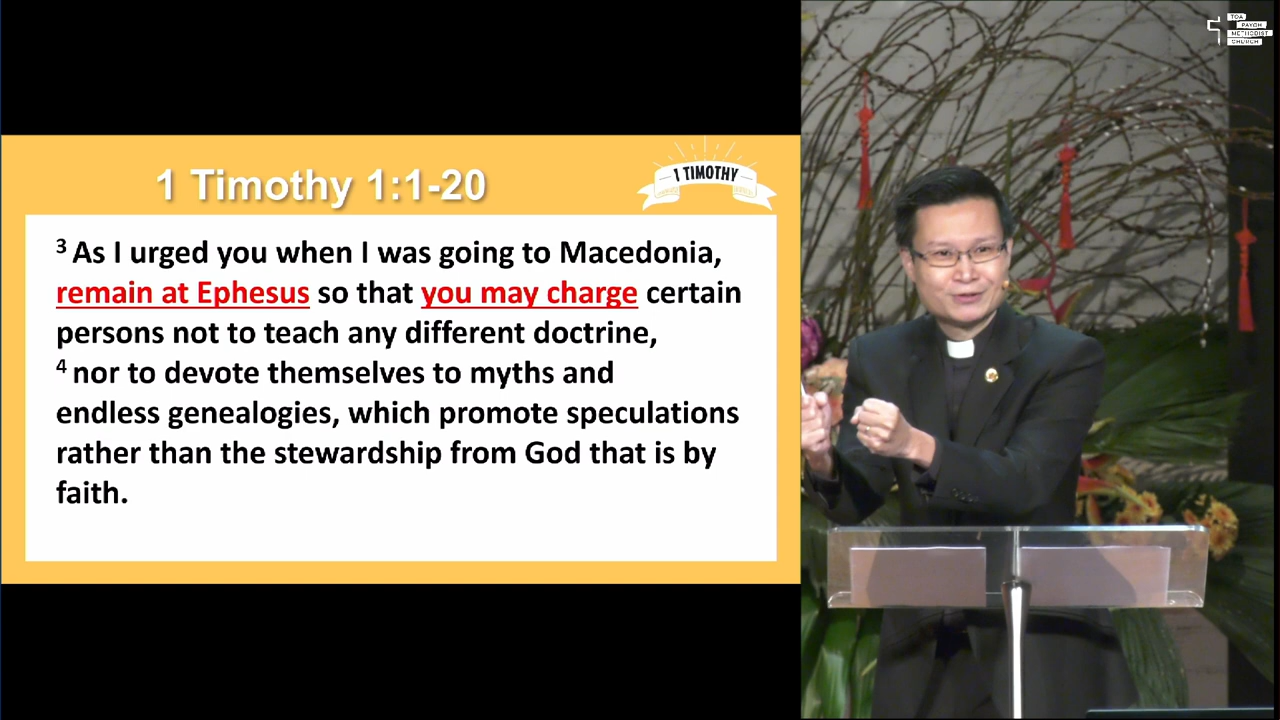 1 Timothy 1:1-20
1 TIMOTHY
3 As I urged you when I was going to Macedonia,
remain at Ephesus so that you may charge certain
persons not to teach any different doctrine,
4 nor to devote themselves to myths and
endless genealogies, which promote speculations
rather than the stewardship from God that is by
faith.
TOA
PAYOH
METHODIST
CHURCH